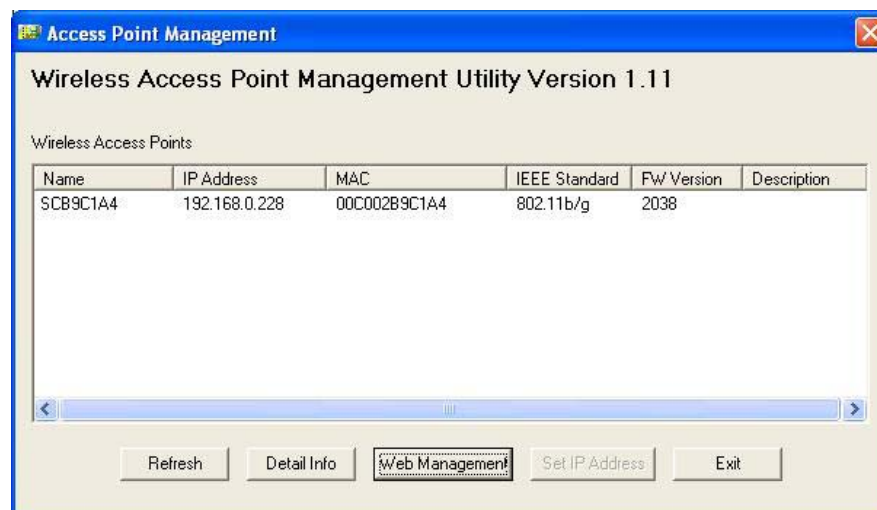 Access Point Management
Wireless Access Point Management Utility Version 1.11
Wireless Access Points
Name IP Address MAC IEEE Standard FW Version Description
SCB9C1A4 192.168.0.228 00C002B9C1A4 802.11b/g 2038
Refresh Detail Info Web Management Set IP Address Exit